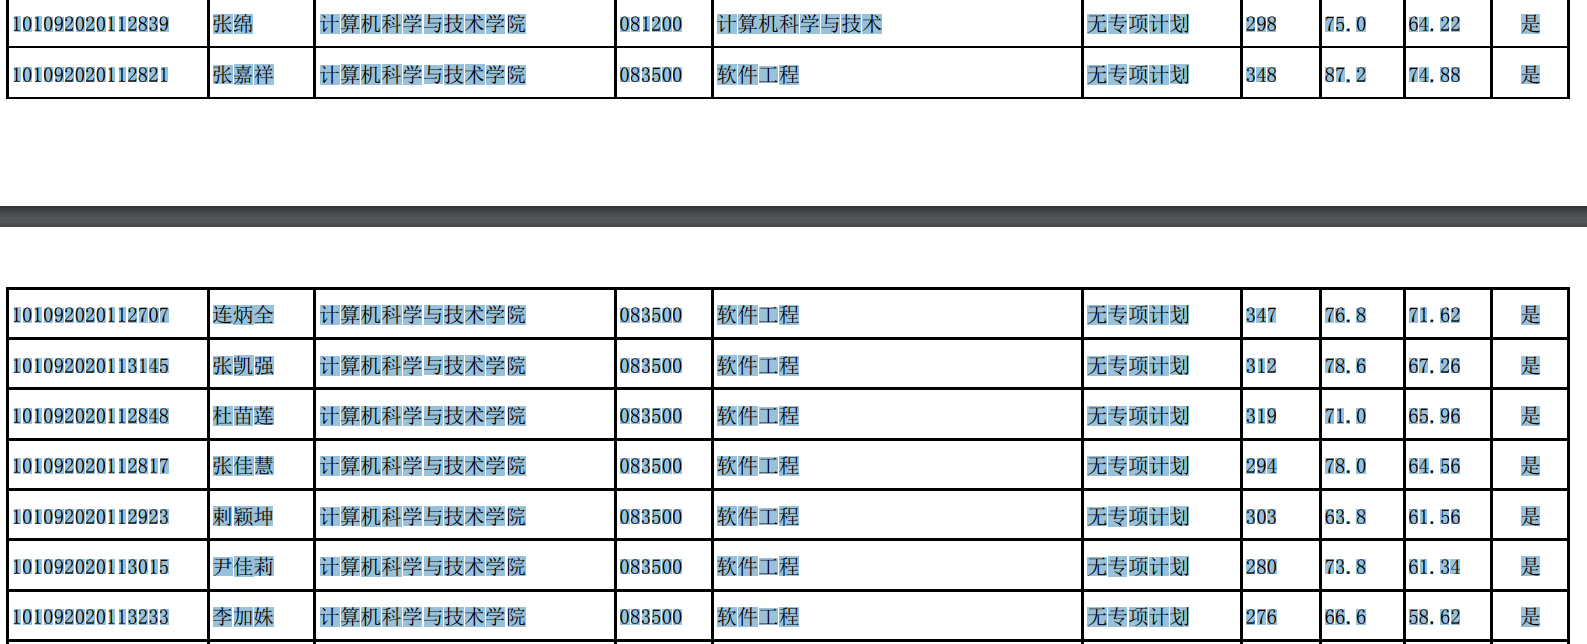 101092020112839 张绵 计算机科学与技术学院 081200 计算机科学与技术 无专项计划 298 75.0 64.22 是
101092020112821 张嘉祥 计算机科学与技术学院 083500 软件工程 无专项计划 348 87.2 74.88 是
101092020112707 连炳全 计算机科学与技术学院 083500 软件工程 无专项计划 347 76.8 71.62 是
101092020113145 张凯强 计算机科学与技术学院 083500 软件工程 无专项计划 312 78.6 67.26 是
101092020112848 杜苗莲 计算机科学与技术学院 083500 软件工程 无专项计划 319 71.0 65.96 是
101092020112817 张佳慧 计算机科学与技术学院 083500 软件工程 无专项计划 294 78.0 64.56 是
101092020112923 剌颖坤 计算机科学与技术学院 083500 软件工程 无专项计划 303 63.8 61.56 是
101092020113015 尹佳莉 计算机科学与技术学院 083500 软件工程 无专项计划 280 73.8 61.34 是
101092020113233 李加姝 计算机科学与技术学院 083500 软件工程 无专项计划 276 66.6 58.62 是